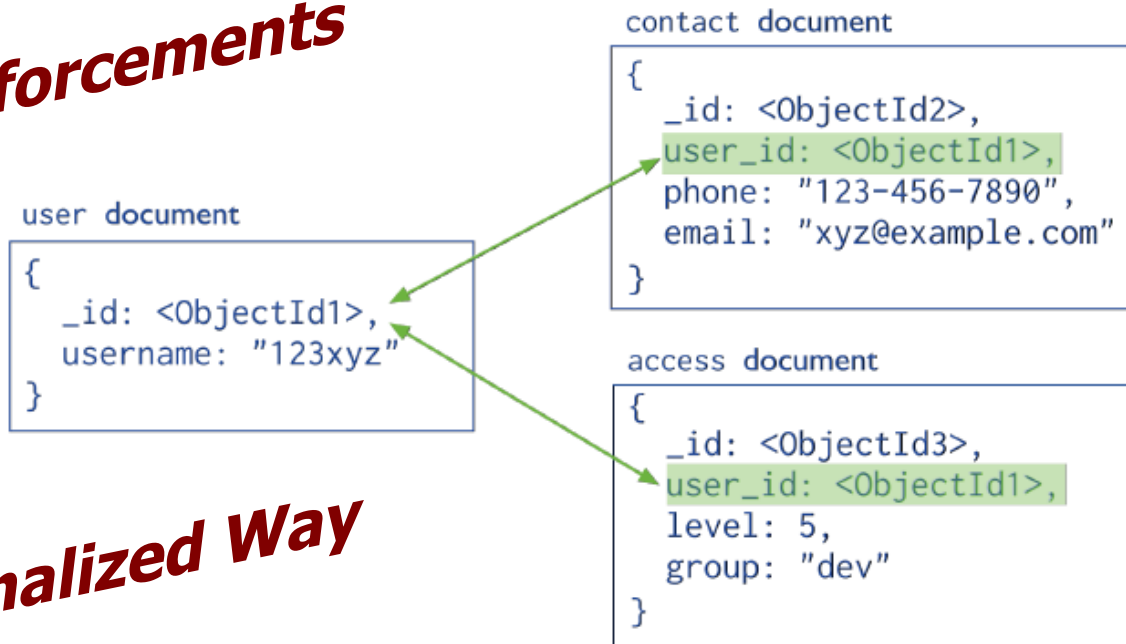 forcements
contact document
{
_id: <ObjectId2>,
user_id: <ObjectId1>,
phone: "123-456-7890",
email: "xyz@example.com"
}
user document
{
_id: <ObjectId1>,
username: "123xyz"
}
access document
{
_id: <ObjectId3>,
user_id: <ObjectId1>,
level: 5,
group: "dev"
}
nalized Way